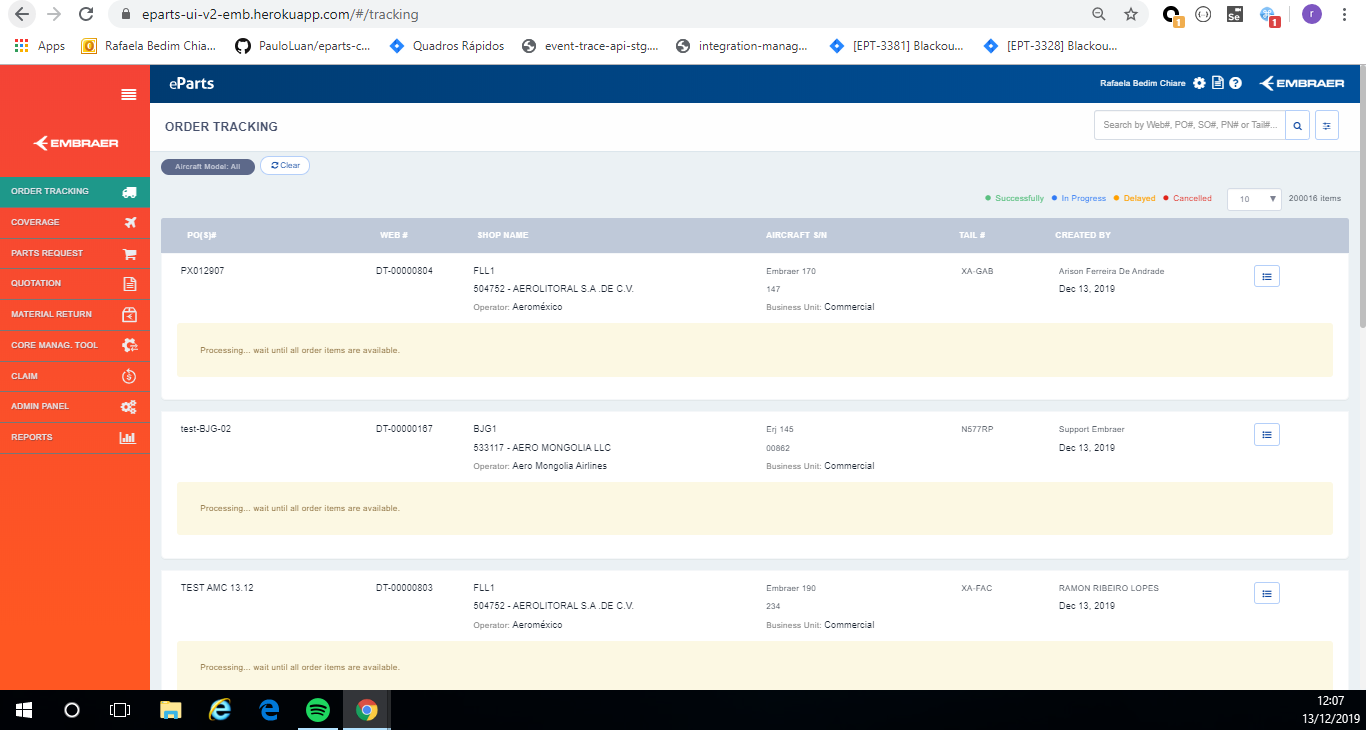 eparts-ui-v2-emb.herokuapp.com/#/tracking
1
Se
1
r
Apps
Rafaela Bedim Chia...
PauloLuan/eparts-c...
Quadros Rápidos
event-trace-api-stg....
integration-manag...
[EPT-3381] Blackou...
[EPT-3328] Blackou...
eParts
Rafaela Bedim Chiare
EMBRAER
EMBRAER
ORDER TRACKING
COVERAGE
PARTS REQUEST
QUOTATION
MATERIAL RETURN
CORE MANAG. TOOL
CLAIM
ADMIN PANEL
REPORTS
ORDER TRACKING
Search by Web#, PO#, SO#, PN# or Tail#...
Aircraft Model: All
Clear
Successfully In Progress Delayed Cancelled
10
200016 items
PO(S)# WEB # SHOP NAME AIRCRAFT S/N TAIL # CREATED BY
PX012907 DT-00000804 FLL1 Embraer 170 XA-GAB Arison Ferreira De Andrade
504752 - AEROLITORAL S.A .DE C.V. 147 Dec 13, 2019
Operator: Aeroméxico Business Unit: Commercial
Processing... wait until all order items are available.
test-BJG-02 DT-00000167 BJG1 Erj 145 N577RP Support Embraer
533117 - AERO MONGOLIA LLC 00862 Dec 13, 2019
Operator: Aero Mongolia Airlines Business Unit: Commercial
Processing... wait until all order items are available.
TEST AMC 13.12 DT-00000803 FLL1 Embraer 190 XA-FAC RAMON RIBEIRO LOPES
504752 - AEROLITORAL S.A .DE C.V. 234 Dec 13, 2019
Operator: Aeroméxico Business Unit: Commercial
Processing... wait until all order items are available.
12:07
13/12/2019